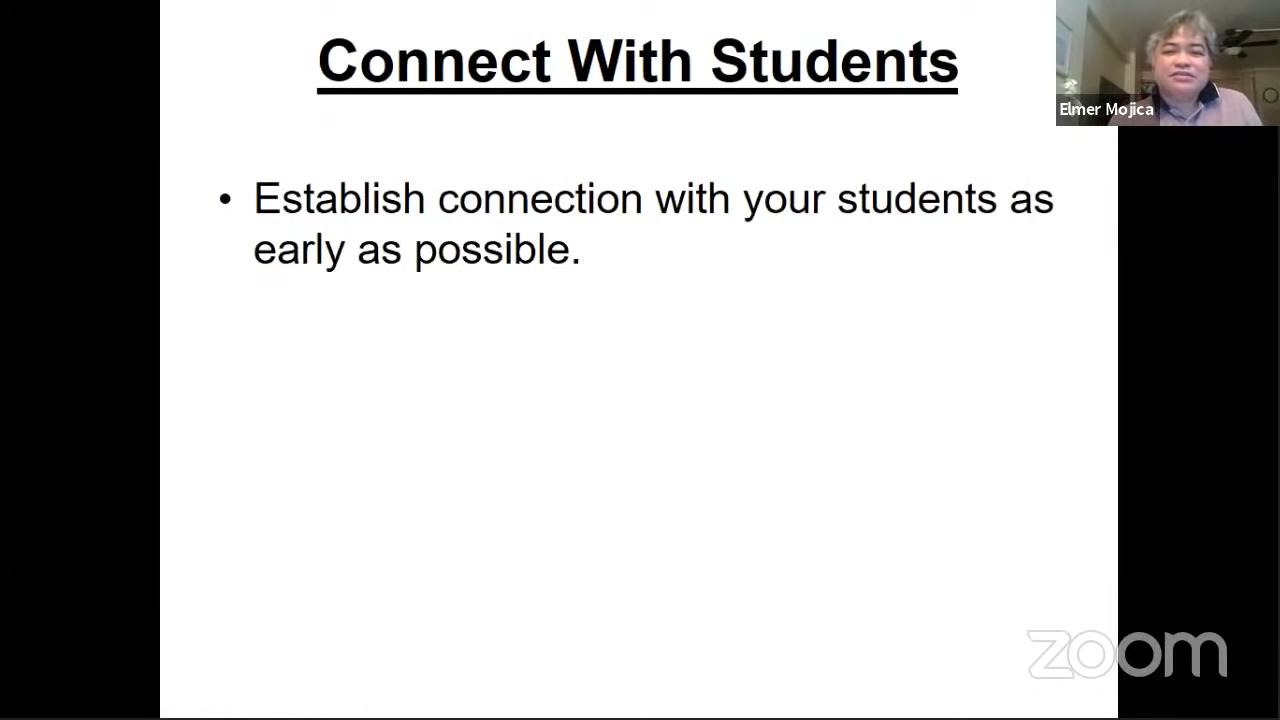 Connect With Students
Elmer Mojica
• Establish connection with your students as
early as possible.
zoom